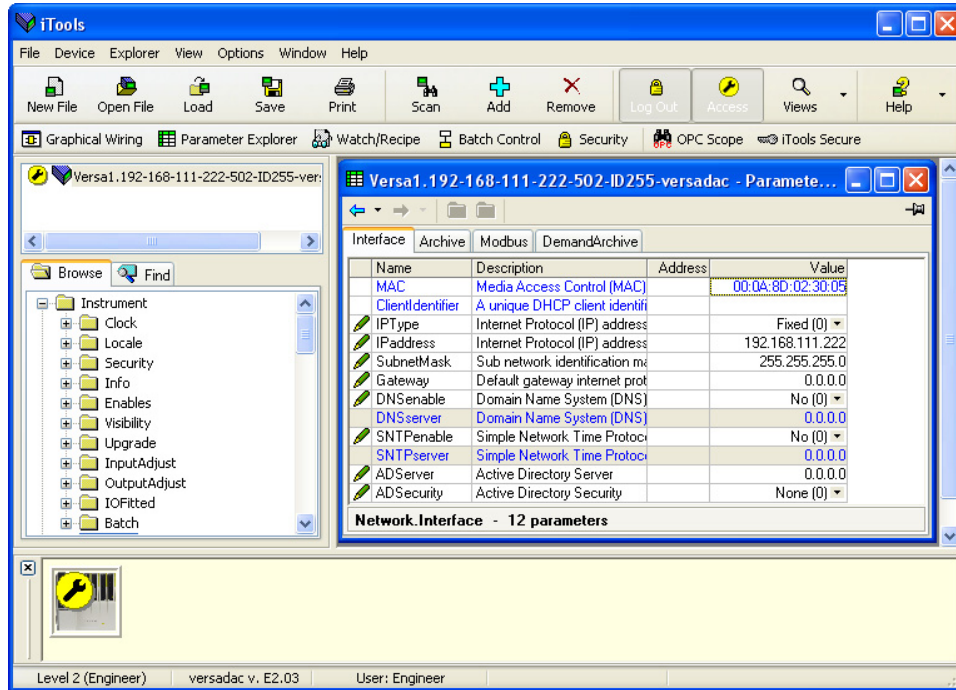 iTools
File Device Explorer View Options Window Help
New File Open File Load Save Print Scan Add Remove Log Out Access Views Help
Graphical Wiring Parameter Explorer Watch/Recipe Batch Control Security OPC Scope iTools Secure
Versa1.192-168-111-222-502-ID255-ver:
Browse Find
Instrument
Clock
Locale
Security
Info
Enables
Visibility
Upgrade
InputAdjust
OutputAdjust
IOFitted
Batch
Versa1.192-168-111-222-502-ID255-versadac - Paramete...
Interface Archive Modbus DemandArchive
Name Description Address Value
MAC Media Access Control (MAC) 00:0A:8D:02:30:05
ClientIdentifier A unique DHCP client identifi
IPType Internet Protocol (IP) address Fixed (0)
IPaddress Internet Protocol (IP) address 192.168.111.222
SubnetMask Sub network identification ma 255.255.255.0
Gateway Default gateway internet prot 0.0.0.0
DNSenable Domain Name System (DNS) No (0)
DNSserver Domain Name System (DNS) 0.0.0.0
SNTPenable Simple Network Time Protoco No (0)
SNTPserver Simple Network Time Protoco 0.0.0.0
ADServer Active Directory Server 0.0.0.0
ADSecurity Active Directory Security None (0)
Network.Interface - 12 parameters
Level 2 (Engineer) versadac v. E2.03 User: Engineer